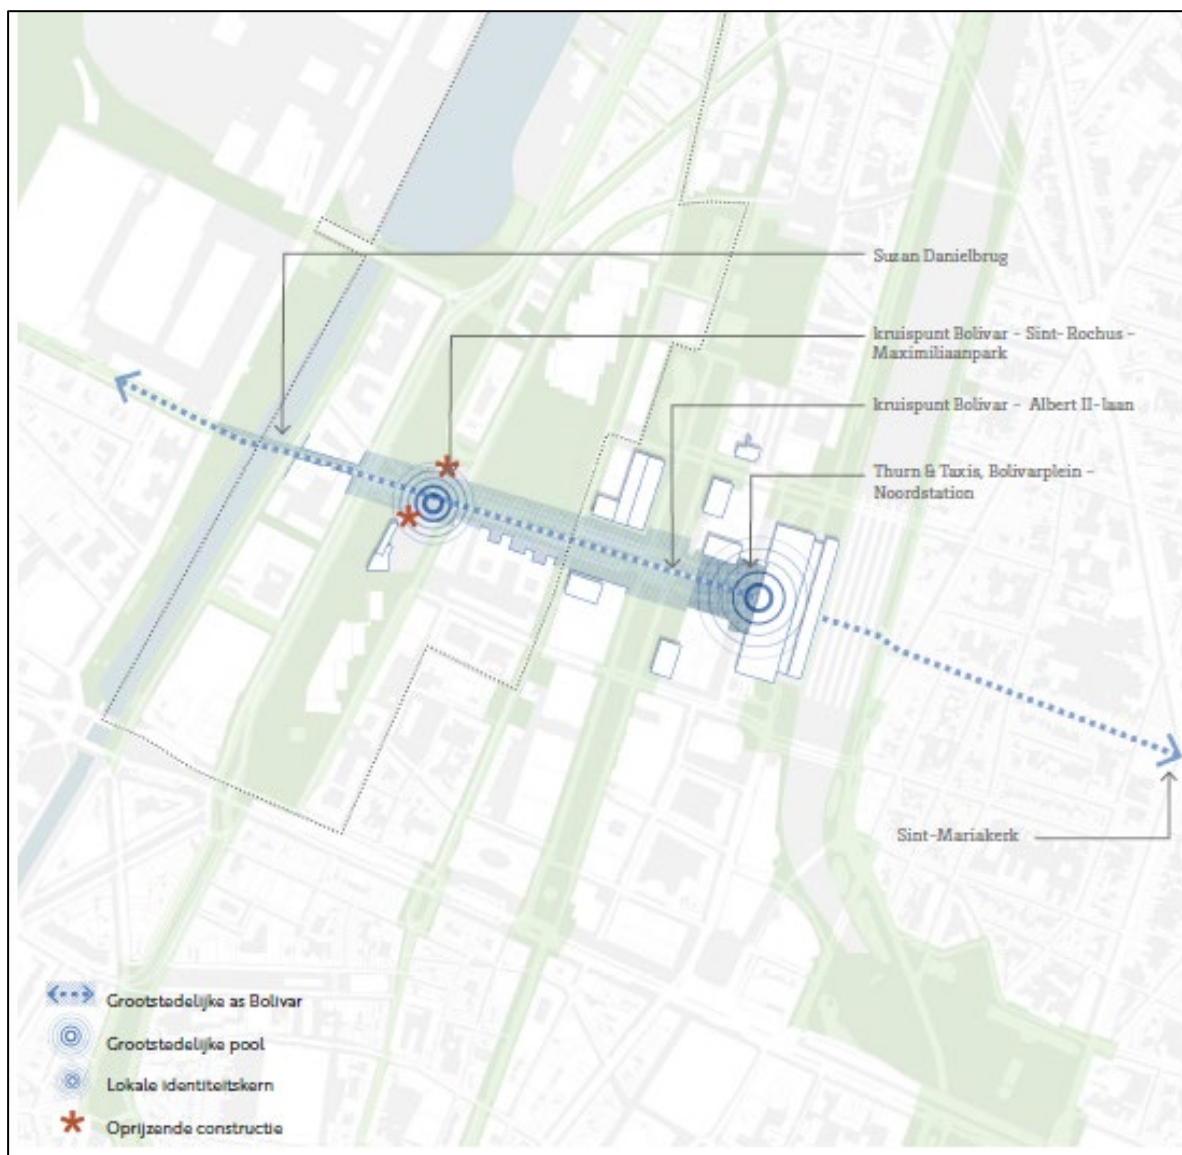 Suzan Danielbrug
kruispunt Bolivar - Sint-Rochus -
Maximiliaanpark
kruispunt Bolivar - Albert II-laan
Thurn & Taxis, Bolivarplein -
Noordstation
Sint-Mariakerk
Grootstedelijke as Bolivar
Grootstedelijke pool
Lokale identiteitskern
Oprijzende constructie